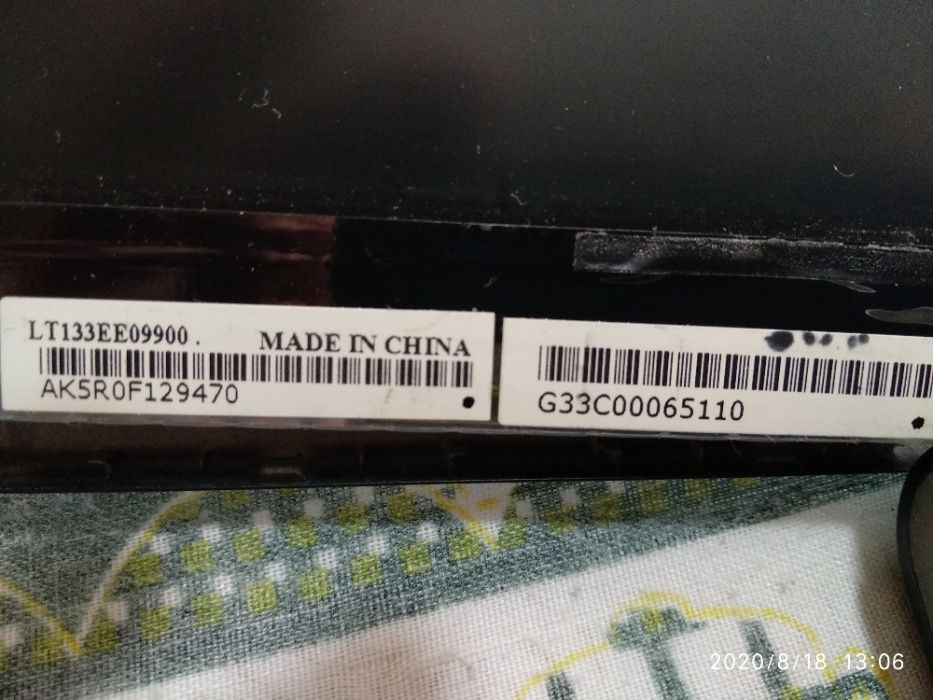 LT133EE09900 . MADE IN CHINA
AK5R0F129470
G33C00065110
2020/8/18 13:06